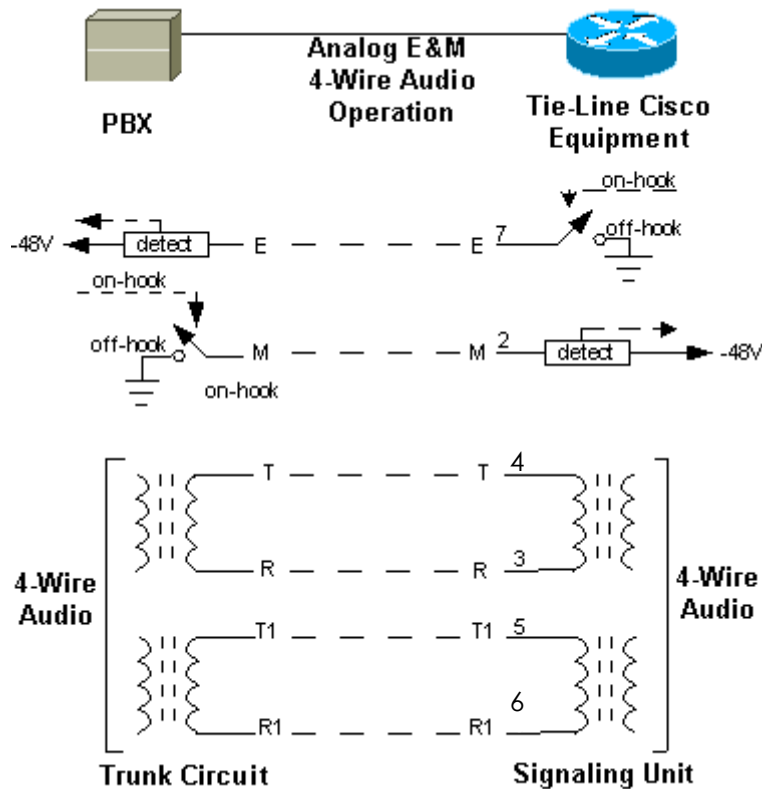 Analog E&M
4-Wire Audio
Operation
PBX
Tie-Line Cisco
Equipment
on-hook
-48V
detect
E
E
7
off-hook
on-hook
off-hook
M
M
2
detect
-48V
on-hook
T
T
4
R
R
3
4-Wire
Audio
4-Wire
Audio
T1
T1
5
R1
R1
6
Trunk Circuit
Signaling Unit